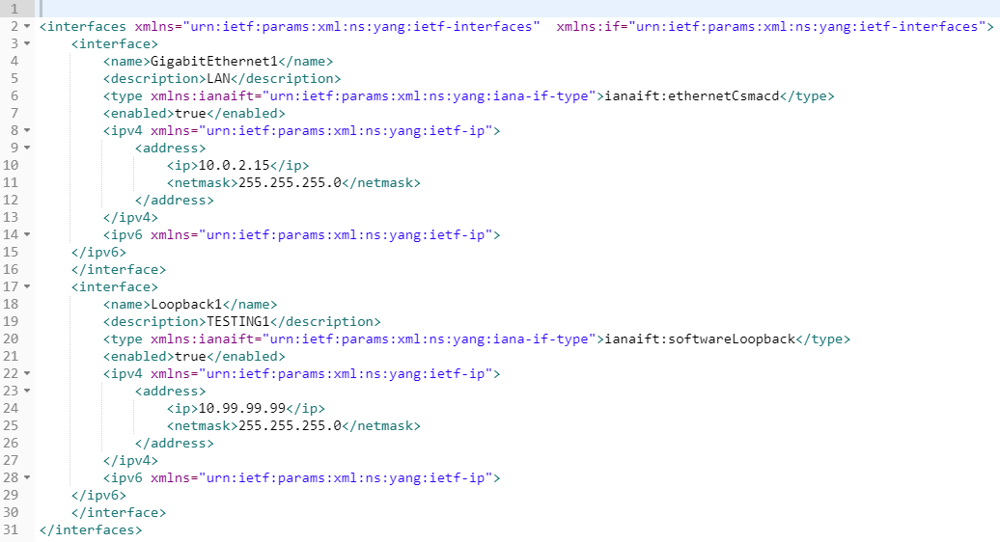 1
2 <interfaces xmlns="urn:ietf:params:xml:ns:yang:ietf-interfaces"  xmlns:if="urn:ietf:params:xml:ns:yang:ietf-interfaces">
3     <interface>
4         <name>GigabitEthernet1</name>
5         <description>LAN</description>
6         <type xmlns:ianaift="urn:ietf:params:xml:ns:yang:iana-if-type">ianaift:ethernetCsmacd</type>
7         <enabled>true</enabled>
8         <ipv4 xmlns="urn:ietf:params:xml:ns:yang:ietf-ip">
9             <address>
10                 <ip>10.0.2.15</ip>
11                 <netmask>255.255.255.0</netmask>
12             </address>
13         </ipv4>
14         <ipv6 xmlns="urn:ietf:params:xml:ns:yang:ietf-ip">
15     </ipv6>
16     </interface>
17     <interface>
18         <name>Loopback1</name>
19         <description>TESTING1</description>
20         <type xmlns:ianaift="urn:ietf:params:xml:ns:yang:iana-if-type">ianaift:softwareLoopback</type>
21         <enabled>true</enabled>
22         <ipv4 xmlns="urn:ietf:params:xml:ns:yang:ietf-ip">
23             <address>
24                 <ip>10.99.99.99</ip>
25                 <netmask>255.255.255.0</netmask>
26             </address>
27         </ipv4>
28         <ipv6 xmlns="urn:ietf:params:xml:ns:yang:ietf-ip">
29     </ipv6>
30     </interface>
31 </interfaces>